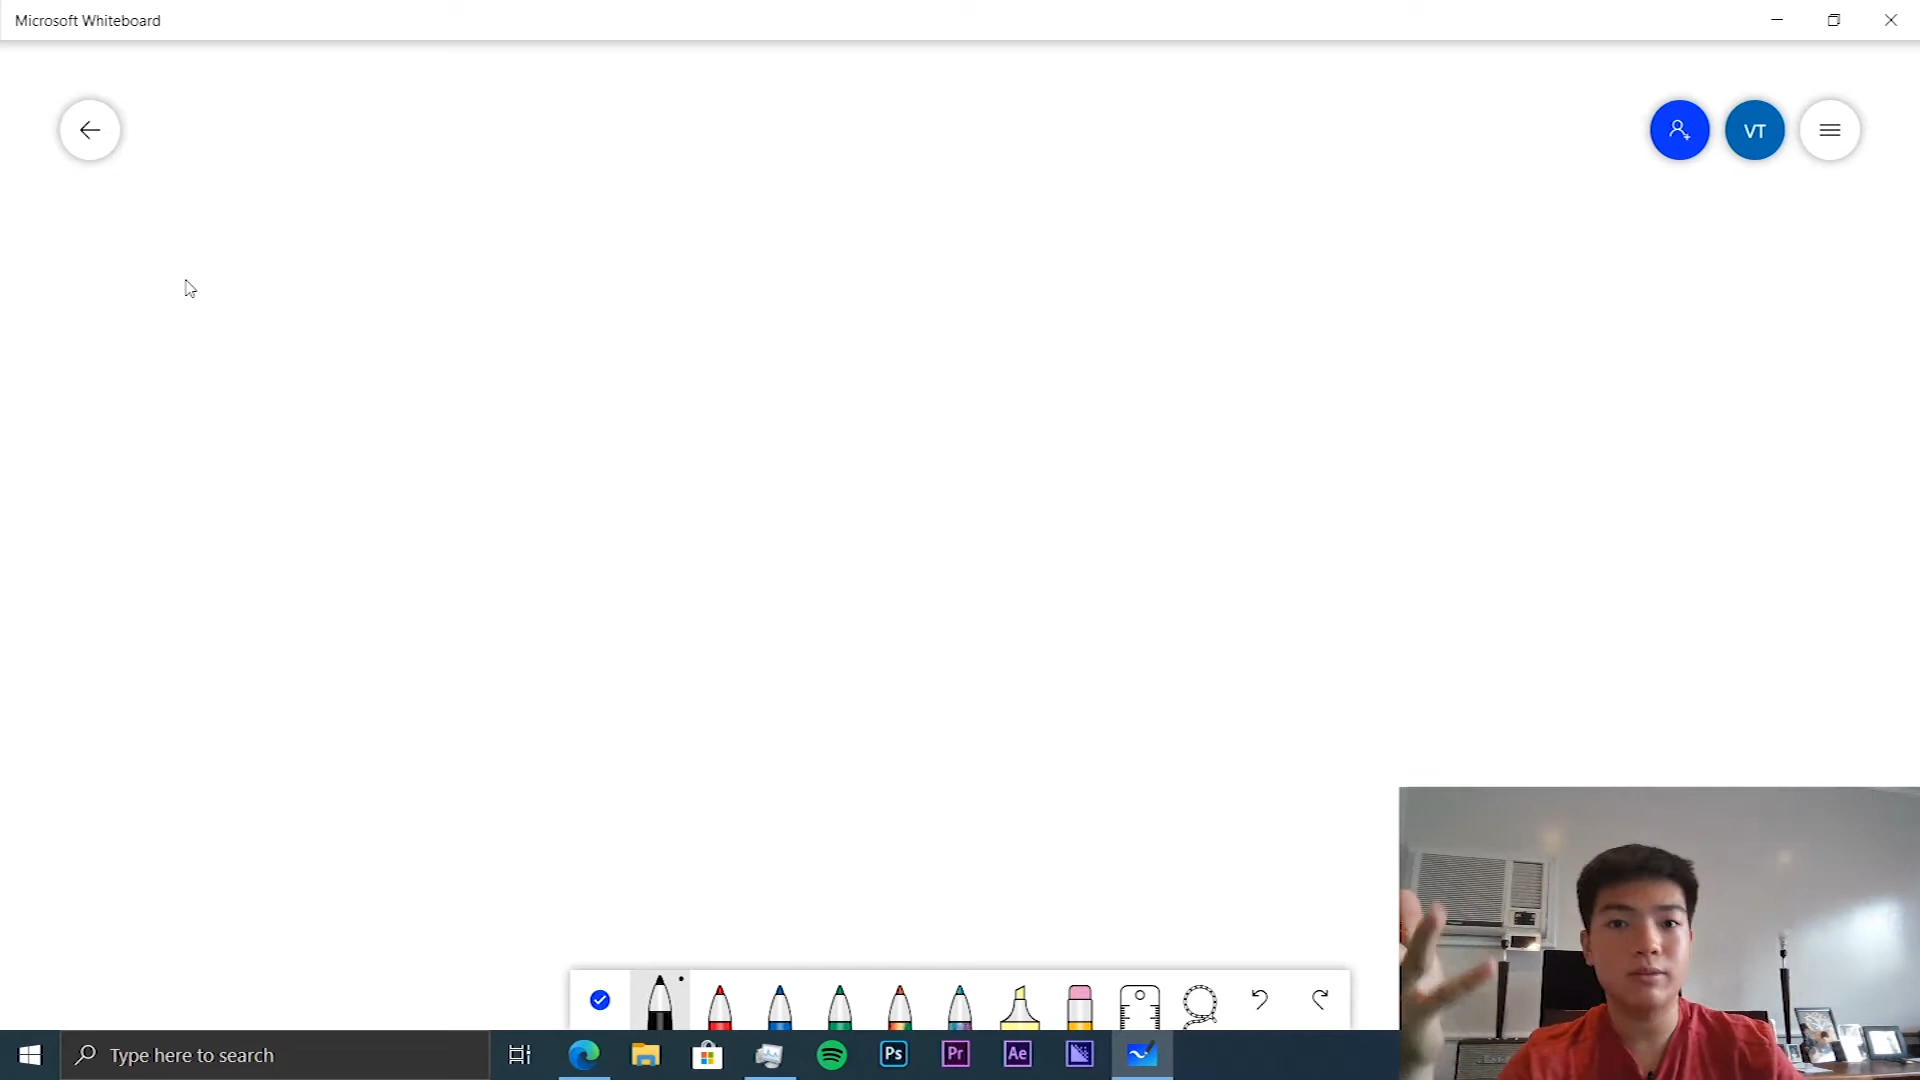 Microsoft Whiteboard
VT
Type here to search
Ps
Pr
Ae